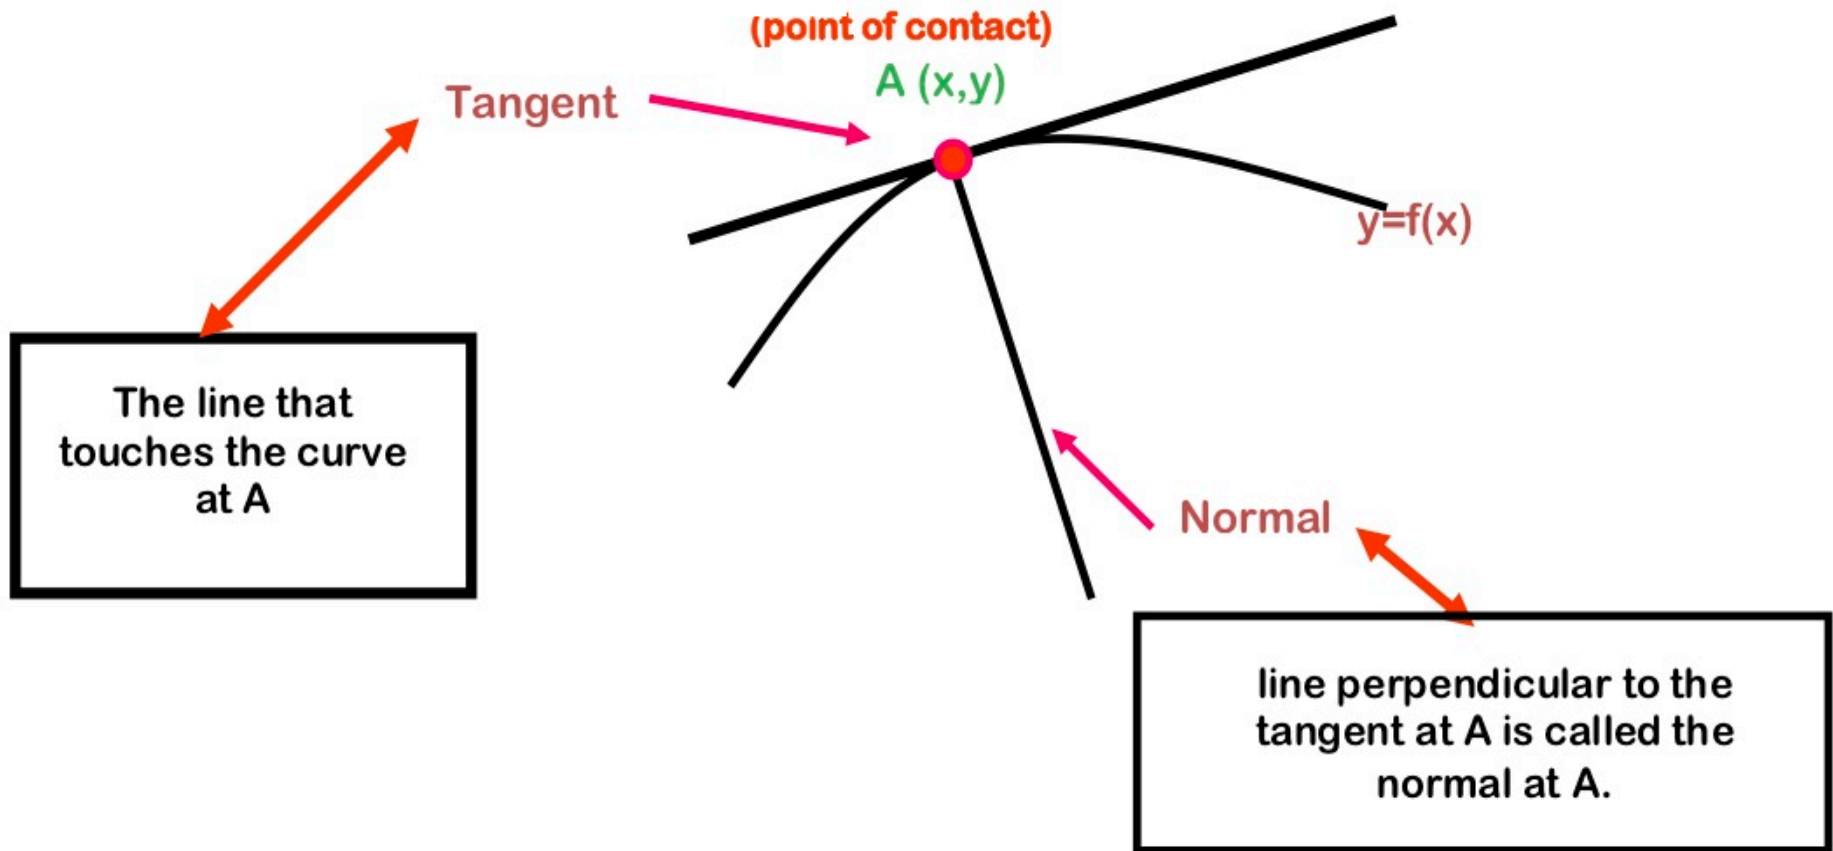 (point of contact)
A (x,y)
Tangent
y=f(x)
The line that
touches the curve
at A
Normal
line perpendicular to the
tangent at A is called the
normal at A.